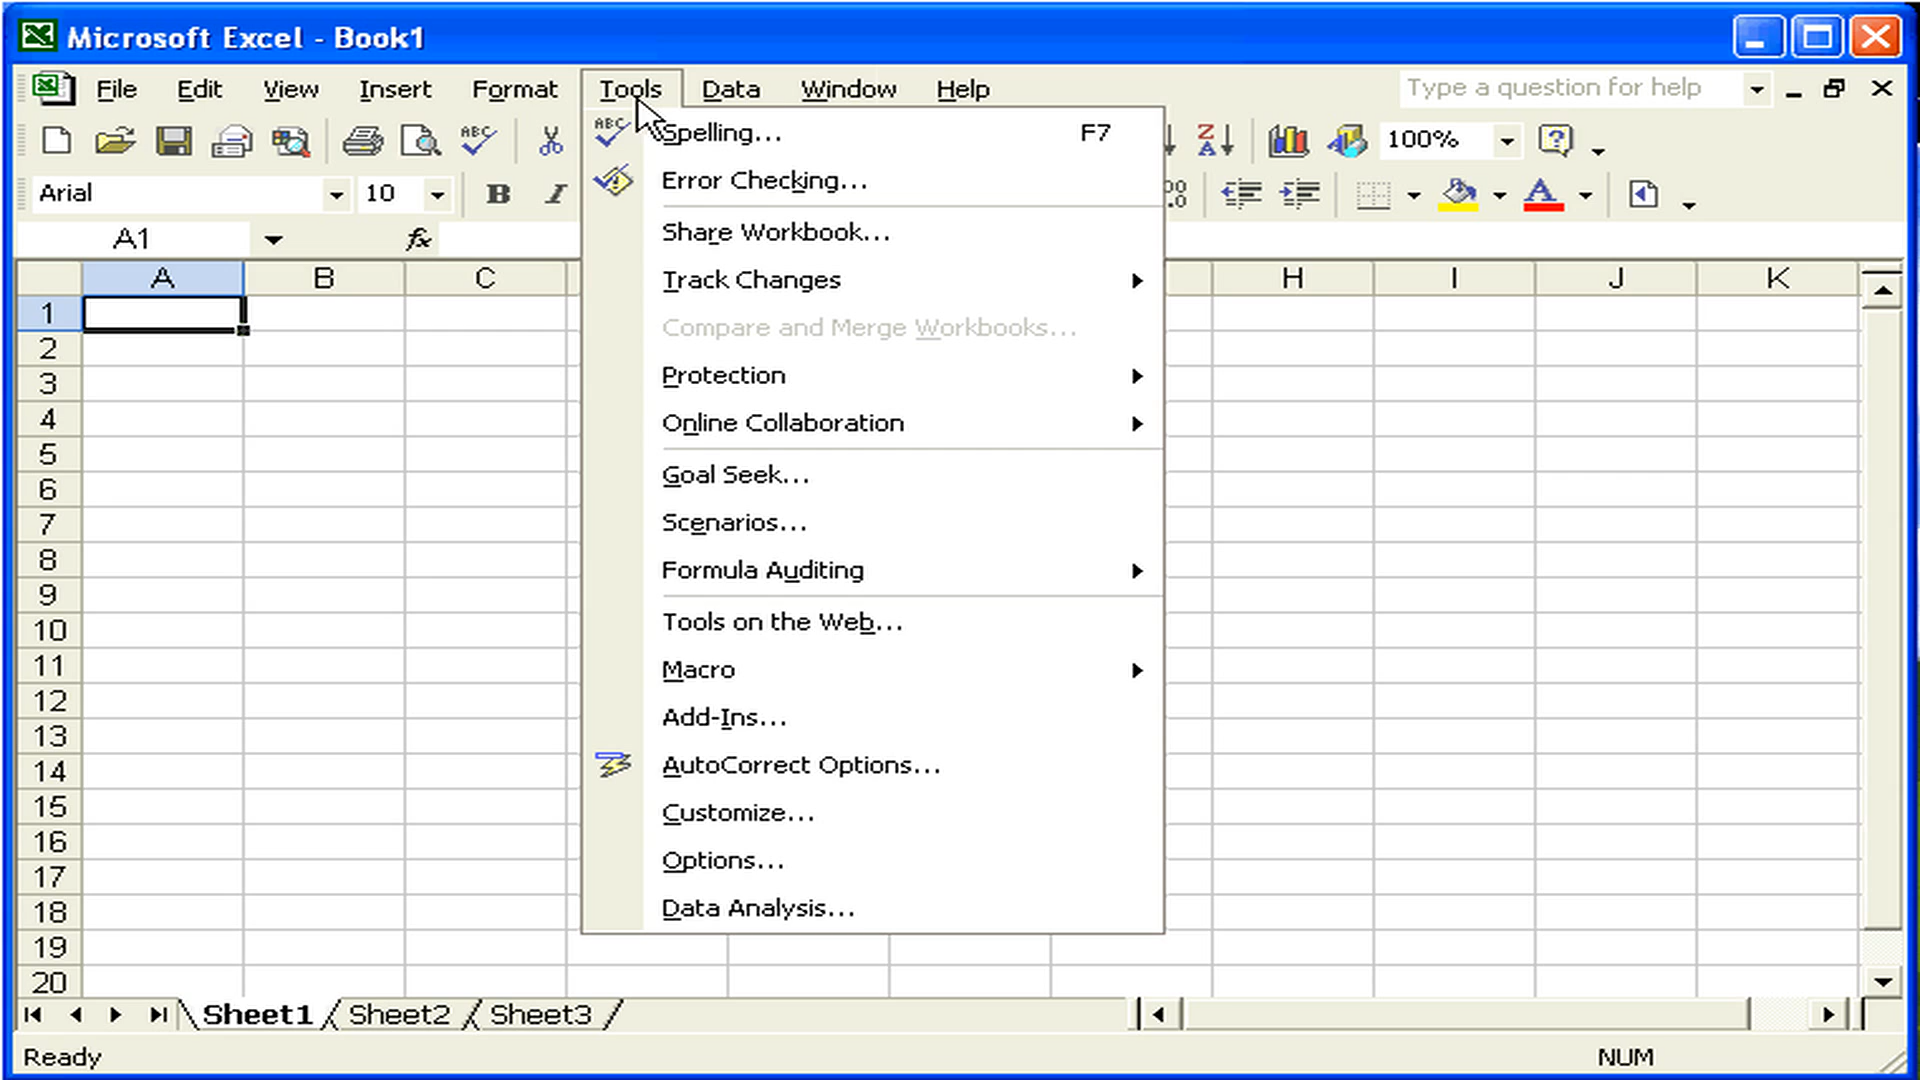 Microsoft Excel - Book1
File Edit View Insert Format Tools Data Window Help Type a question for help
ABC ABC Spelling... F7 Z A 100%
Error Checking...
Arial 10 B I A
Share Workbook...
A1 fx
Track Changes
A B C H I J K
Compare and Merge Workbooks...
Protection
Online Collaboration
Goal Seek...
Scenarios...
Formula Auditing
Tools on the Web...
Macro
Add-Ins...
AutoCorrect Options...
Customize...
Options...
Data Analysis...
1
2
3
4
5
6
7
8
9
10
11
12
13
14
15
16
17
18
19
20
Sheet1 Sheet2 Sheet3
Ready NUM